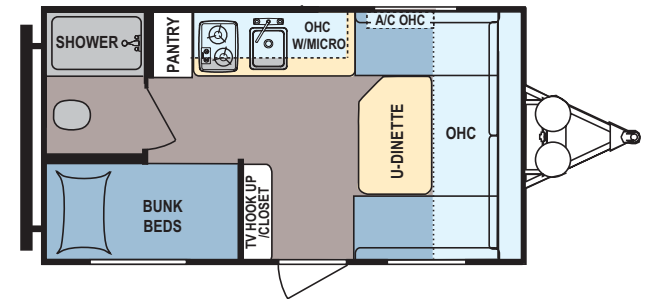 SHOWER
PANTRY
OHC
W/MICRO
A/C OHC
U-DINETTE
OHC
BUNK
BEDS
TV HOOK UP
/CLOSET